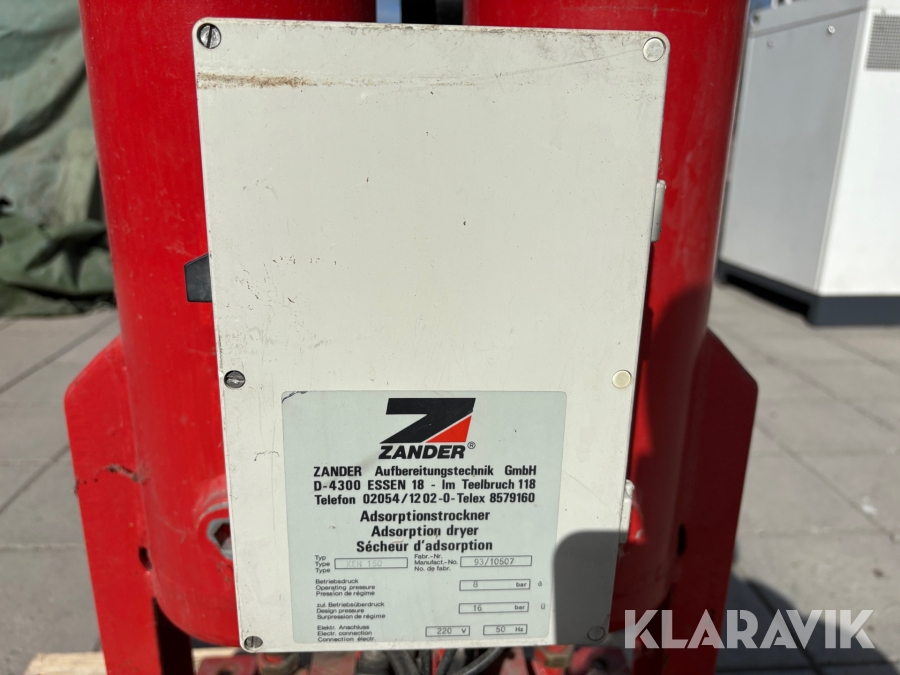 ZANDER®
ZANDER Aufbereitungstechnik GmbH
D-4300 ESSEN 18 - Im Teelbruch 118
Telefon 02054/1202-0-Telex 8579160
Adsorptionstrockner
Adsorption dryer
Sécheur d'adsorption
Typ
Type
Type
150
Fabr.-Nr.
Manufact.-No.
No. de fabr.
93/10507
Betriebsdruck
Operating pressure
Pression de régime
8 bar
zul. Betriebsüberdruck
Design pressure
Surpression de régime
16 bar ü
Elektr. Anschluss
Electr. connection
Connection électr.
220 V 50 Hz
KLARAVIK